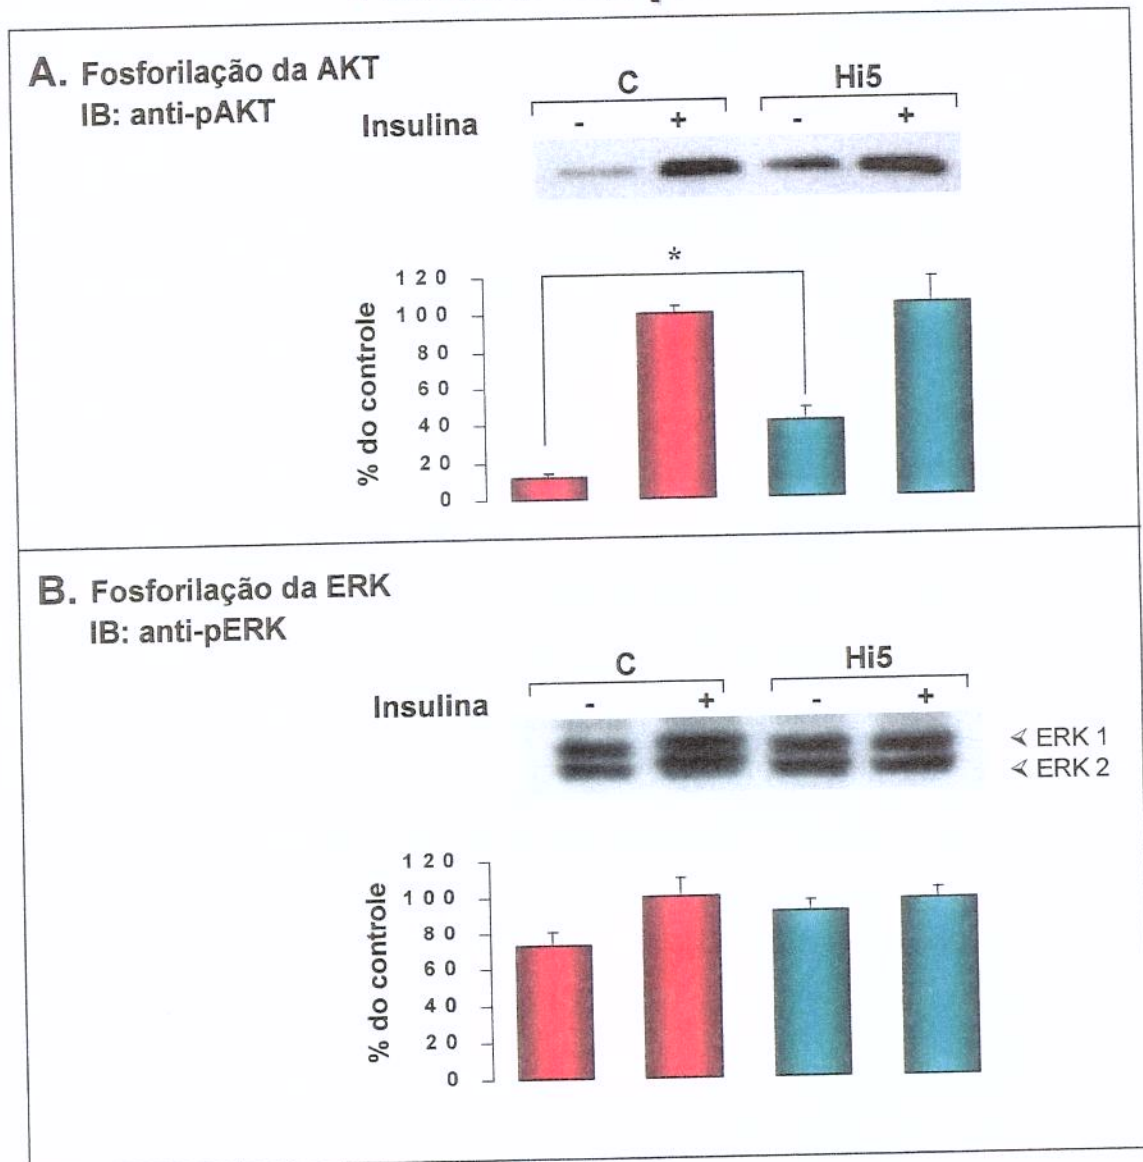 A. Fosforilação da AKT
IB: anti-pAKT
C Hi5
Insulina - + - +
*
120
100
80
60
40
20
0
% do controle
B. Fosforilação da ERK
IB: anti-pERK
C Hi5
Insulina - + - +
ERK 1
ERK 2
120
100
80
60
40
20
0
% do controle